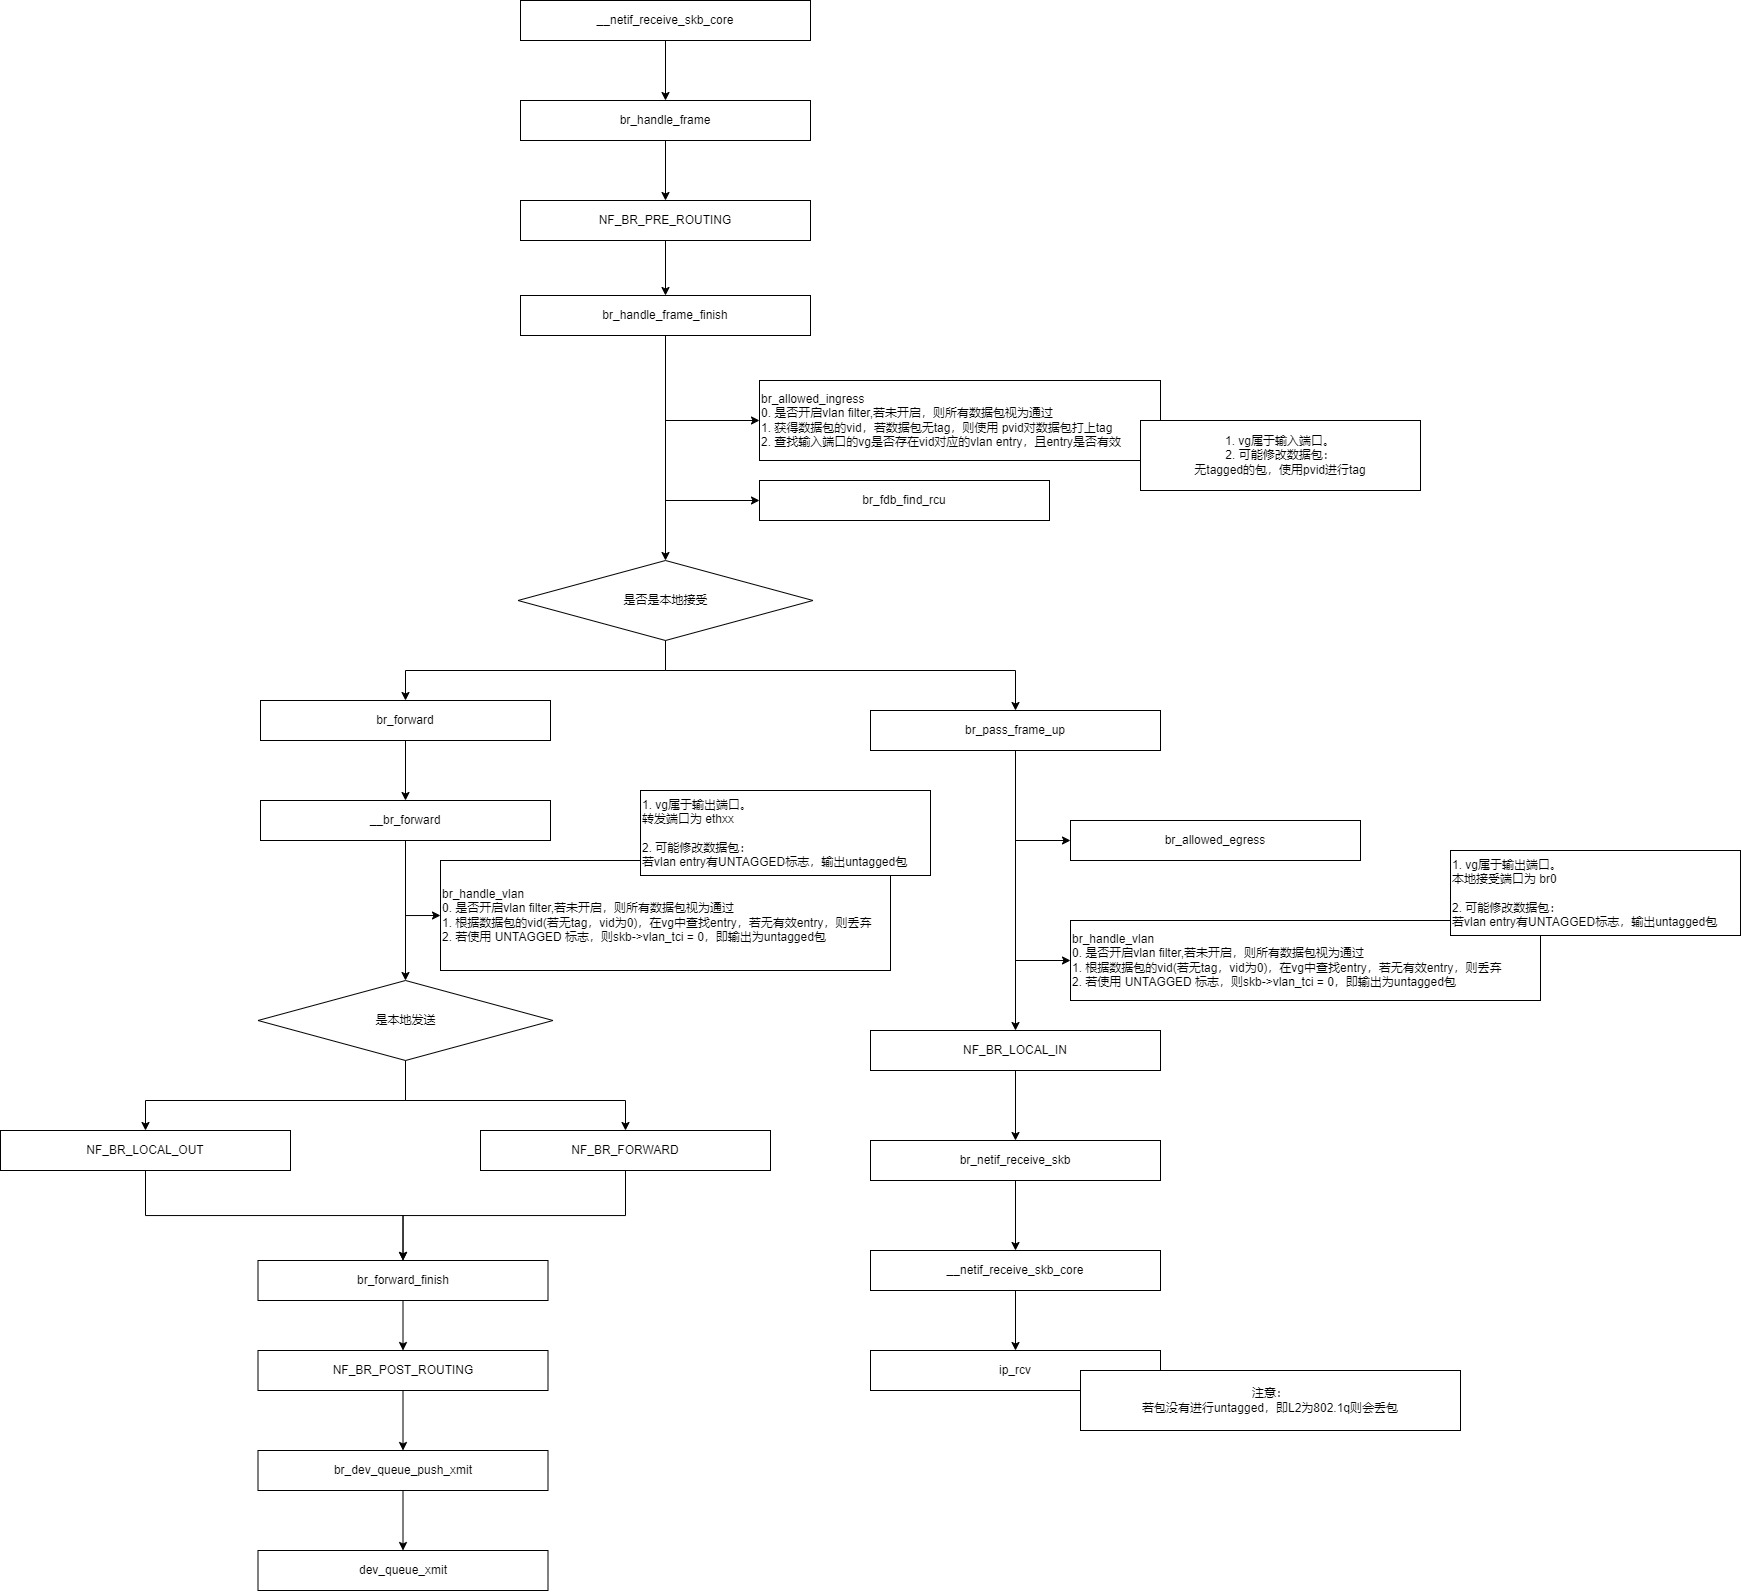 __netif_receive_skb_core
br_handle_frame
NF_BR_PRE_ROUTING
br_handle_frame_finish
br_allowed_ingress
0. 是否开启vlan filter,若未开启，则所有数据包视为通过
1. 获得数据包的vid，若数据包无tag，则使用 pvid对数据包打上tag
2. 查找输入端口的vg是否存在vid对应的vlan entry，且entry是否有效
1. vg属于输入端口。
2. 可能修改数据包：
无tagged的包，使用pvid进行tag
br_fdb_find_rcu
是否是本地接受
br_forward
br_pass_frame_up
__br_forward
1. vg属于输出端口。
转发端口为 ethxx
2. 可能修改数据包：
若vlan entry有UNTAGGED标志，输出untagged包
br_handle_vlan
0. 是否开启vlan filter,若未开启，则所有数据包视为通过
1. 根据数据包的vid(若无tag，vid为0)，在vg中查找entry，若无有效entry，则丢弃
2. 若使用 UNTAGGED 标志，则skb->vlan_tci = 0，即输出为untagged包
br_allowed_egress
1. vg属于输出端口。
本地接受端口为 br0
2. 可能修改数据包：
若vlan entry有UNTAGGED标志，输出untagged包
br_handle_vlan
0. 是否开启vlan filter,若未开启，则所有数据包视为通过
1. 根据数据包的vid(若无tag，vid为0)，在vg中查找entry，若无有效entry，则丢弃
2. 若使用 UNTAGGED 标志，则skb->vlan_tci = 0，即输出为untagged包
是本地发送
NF_BR_LOCAL_IN
NF_BR_LOCAL_OUT
NF_BR_FORWARD
br_netif_receive_skb
br_forward_finish
__netif_receive_skb_core
NF_BR_POST_ROUTING
ip_rcv
注意：
若包没有进行untagged，即L2为802.1q则会丢包
br_dev_queue_push_xmit
dev_queue_xmit